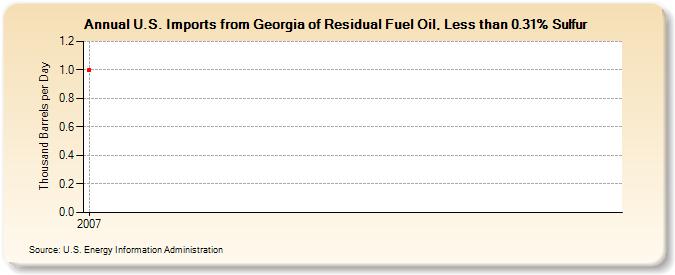 Annual U.S. Imports from Georgia of Residual Fuel Oil, Less than 0.31% Sulfur
Thousand Barrels per Day
1.2
1.0
0.8
0.6
0.4
0.2
0.0
2007
Source: U.S. Energy Information Administration